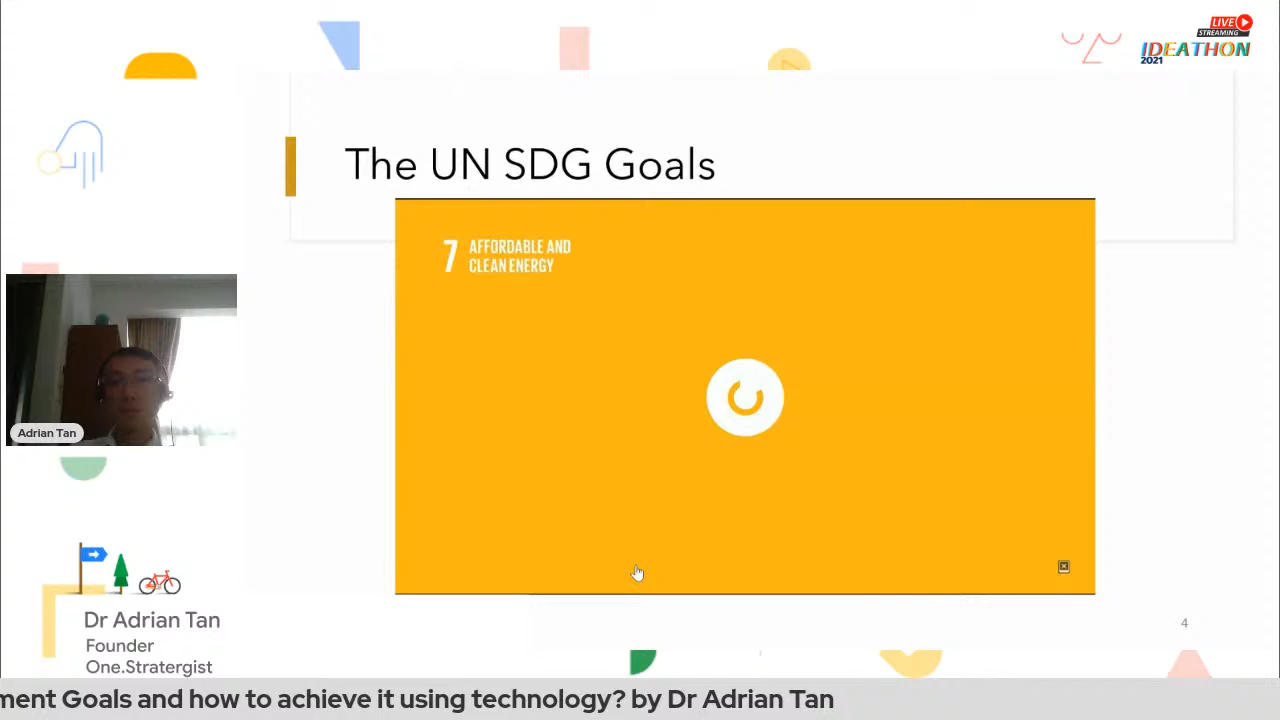 LIVE
STREAMING
IDEATHON
2021
The UN SDG Goals
7 AFFORDABLE AND
CLEAN ENERGY
Adrian Tan
Dr Adrian Tan
Founder
One.Stratergist
4
ment Goals and how to achieve it using technology? by Dr Adrian Tan